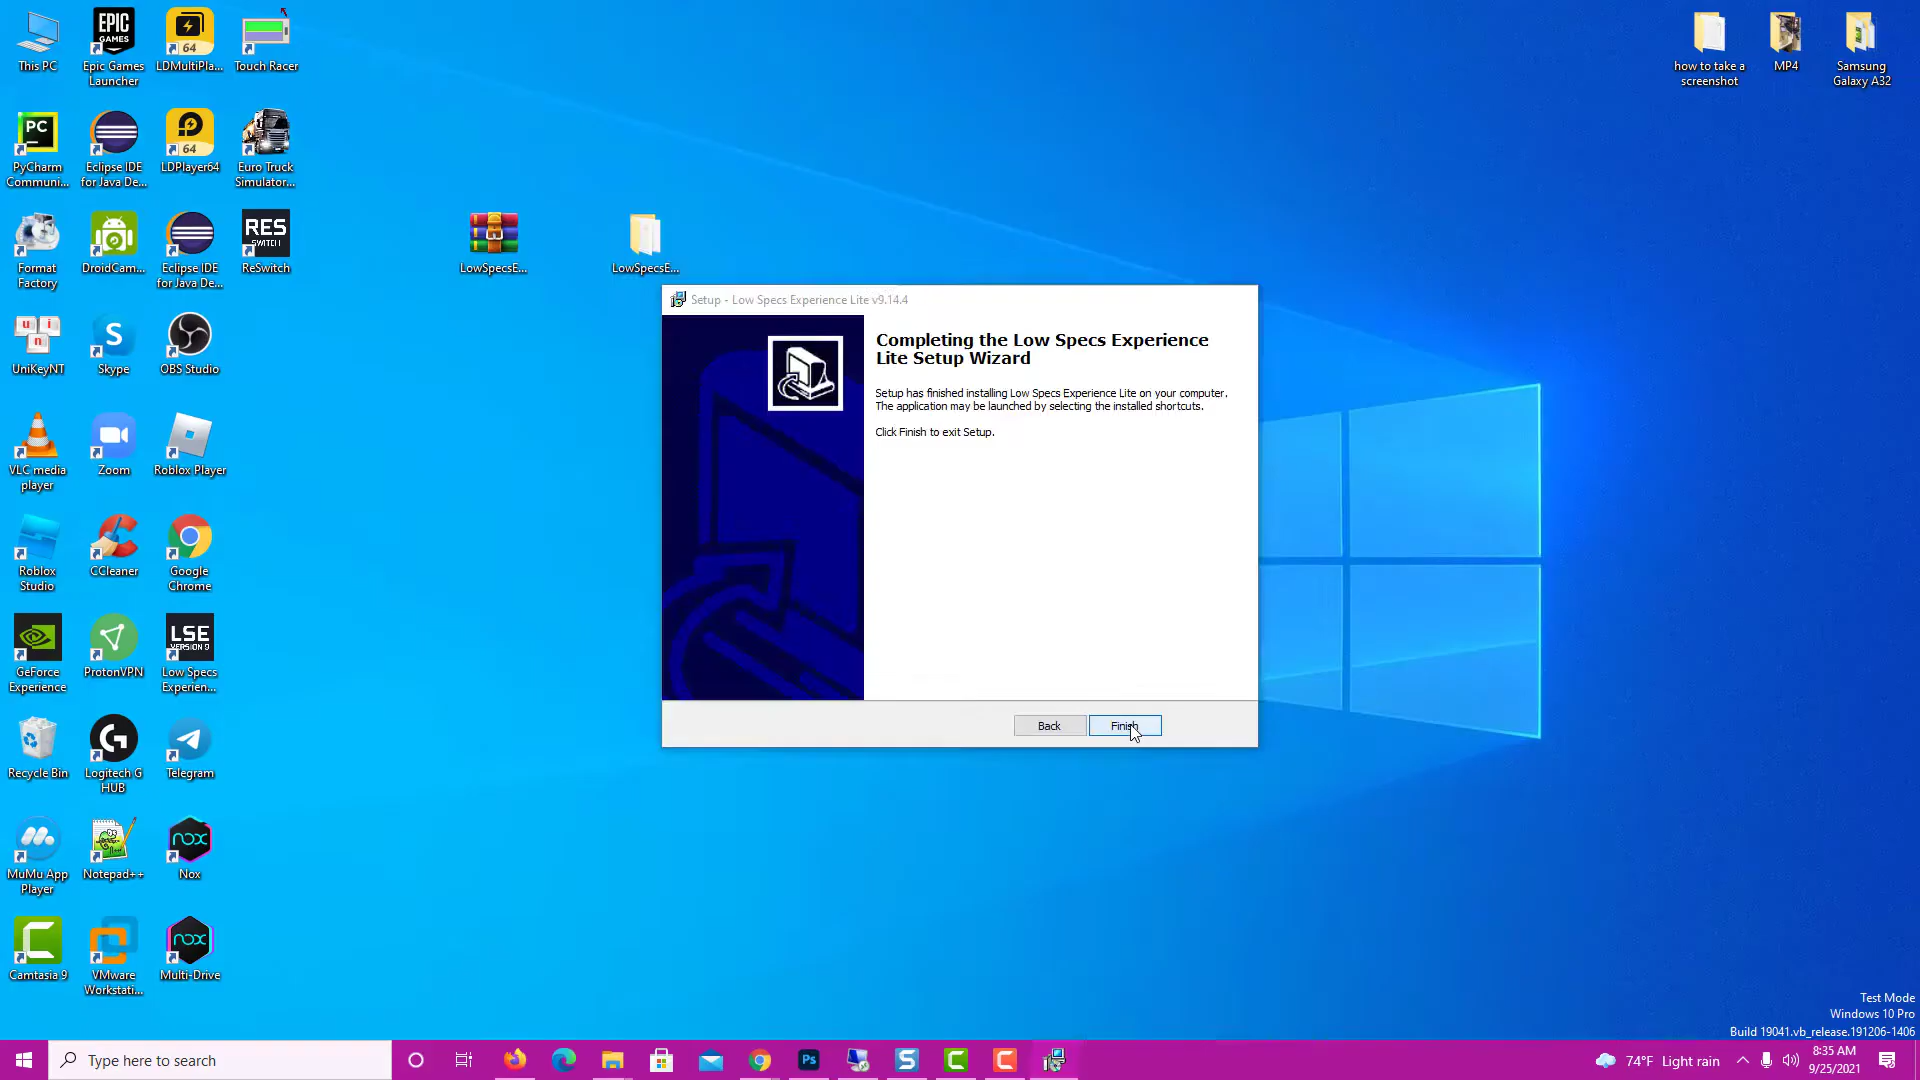 This PC
EPIC
GAMES
Epic Games
Launcher
64
LDMultiPla...
Touch Racer
how to take a
screenshot
MP4
Samsung
Galaxy A32
PC
PyCharm
Communi...
Eclipse IDE
for Java De...
64
LDPlayer64
Euro Truck
Simulator...
Format
Factory
DroidCam...
Eclipse IDE
for Java De...
RES
SWITCH
ReSwitch
LowSpecsE...
LowSpecsE...
u i
n
UniKeyNT
S
Skype
OBS Studio
VLC media
player
Zoom
Roblox Player
Roblox
Studio
CCleaner
Google
Chrome
GeForce
Experience
ProtonVPN
LSE
VERSION 9
Low Specs
Experien...
Recycle Bin
G
Logitech G
HUB
Telegram
MuMu App
Player
Notepad++
nox
Nox
C
Camtasia 9
VMware
Workstati...
nox
Multi-Drive
Setup - Low Specs Experience Lite v9.14.4
Completing the Low Specs Experience
Lite Setup Wizard
Setup has finished installing Low Specs Experience Lite on your computer.
The application may be launched by selecting the installed shortcuts.
Click Finish to exit Setup.
Back
Finish
Test Mode
Windows 10 Pro
Build 19041.vb_release.191206-1406
Type here to search
Ps
S
C
C
74°F Light rain
8:35 AM
9/25/2021